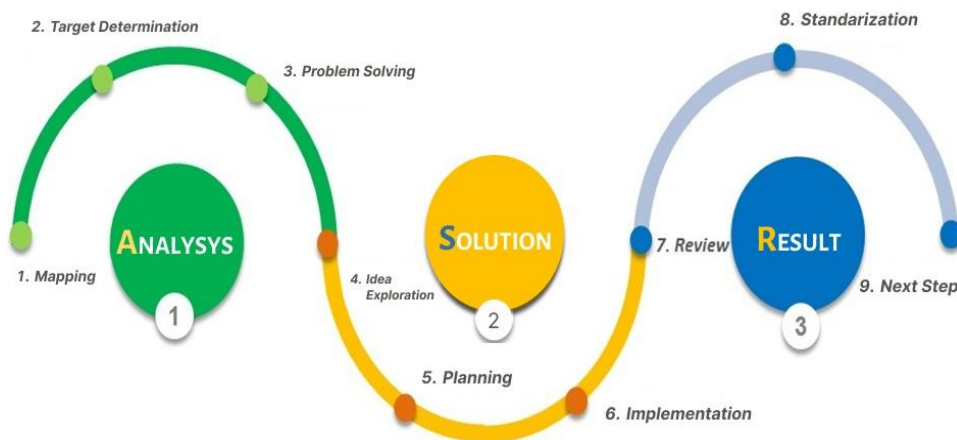 1. Mapping
2. Target Determination
3. Problem Solving
ANALYSYS
1
4. Idea
Exploration
5. Planning
6. Implementation
SOLUTION
2
7. Review
8. Standarization
9. Next Step
RESULT
3